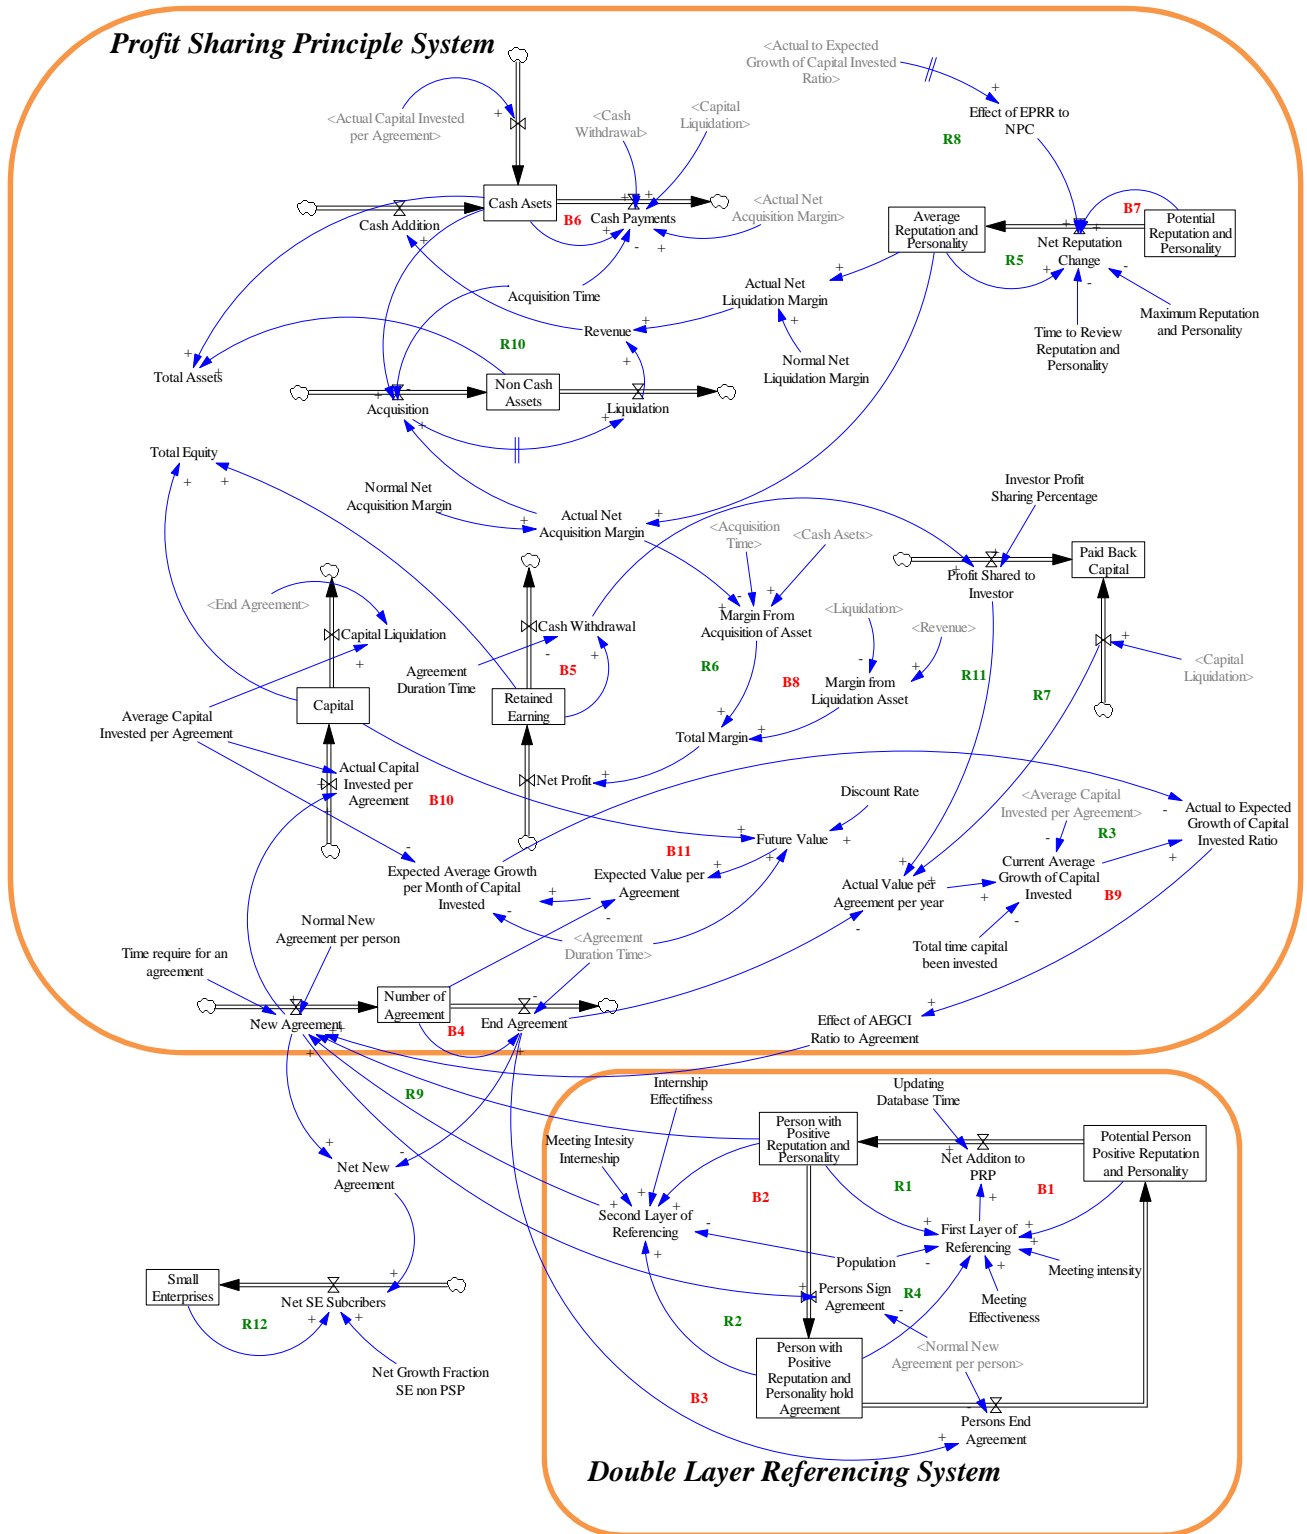 Profit Sharing Principle System
<Actual to Expected
Growth of Capital Invested
Ratio>
<Actual Capital Invested
per Agreement>
<Cash
Withdrawal>
<Capital
Liquidation>
Effect of EPRR to
NPC
R8
Cash Asets
Cash Addition
B6
Cash Payments
<Actual Net
Acquisition Margin>
Average
Reputation and
Personality
B7
Potential
Reputation and
Personality
R5
Net Reputation
Change
Acquisition Time
Actual Net
Liquidation Margin
Maximum Reputation
and Personality
Time to Review
Reputation and
Personality
Revenue
R10
Normal Net
Liquidation Margin
Total Assets
Non Cash
Assets
Acquisition
Liquidation
Total Equity
Normal Net
Acquisition Margin
Actual Net
Acquisition Margin
Investor Profit
Sharing Percentage
<Acquisition
Time>
<Cash Asets>
Paid Back
Capital
Profit Shared to
Investor
<End Agreement>
Capital Liquidation
Cash Withdrawal
Margin From
Acquisition of Asset
<Liquidation>
<Revenue>
Agreement
Duration Time
B5
R6
B8
Margin from
Liquidation Asset
R11
R7
<Capital
Liquidation>
Capital
Retained
Earning
Average Capital
Invested per Agreement
Total Margin
Actual Capital
Invested per
Agreement
B10
Net Profit
Discount Rate
<Average Capital
Invested per Agreement>
R3
Actual to Expected
Growth of Capital
Invested Ratio
Future Value
B11
Expected Average Growth
per Month of Capital
Invested
Expected Value per
Agreement
Actual Value per
Agreement per year
Current Average
Growth of Capital
Invested
B9
Normal New
Agreement per person
<Agreement
Duration Time>
Total time capital
been invested
Time require for an
agreement
Number of
Agreement
New Agreement
B4
End Agreement
Effect of AEGCI
Ratio to Agreement
R9
Internship
Effectifness
Updating
Database Time
Meeting Intesity
Interneship
Person with
Positive
Reputation and
Personality
Net Additon to
PRP
Potential Person
Positive Reputation
and Personality
Net New
Agreement
B2
R1
B1
Second Layer of
Referencing
First Layer of
Referencing
Population
Meeting intensity
Small
Enterprises
Net SE Subcribers
R12
Persons Sign
Agreement
R4
Meeting
Effectiveness
R2
<Normal New
Agreement per person>
Net Growth Fraction
SE non PSP
Person with
Positive
Reputation and
Personality hold
Agreement
B3
Persons End
Agreement
Double Layer Referencing System